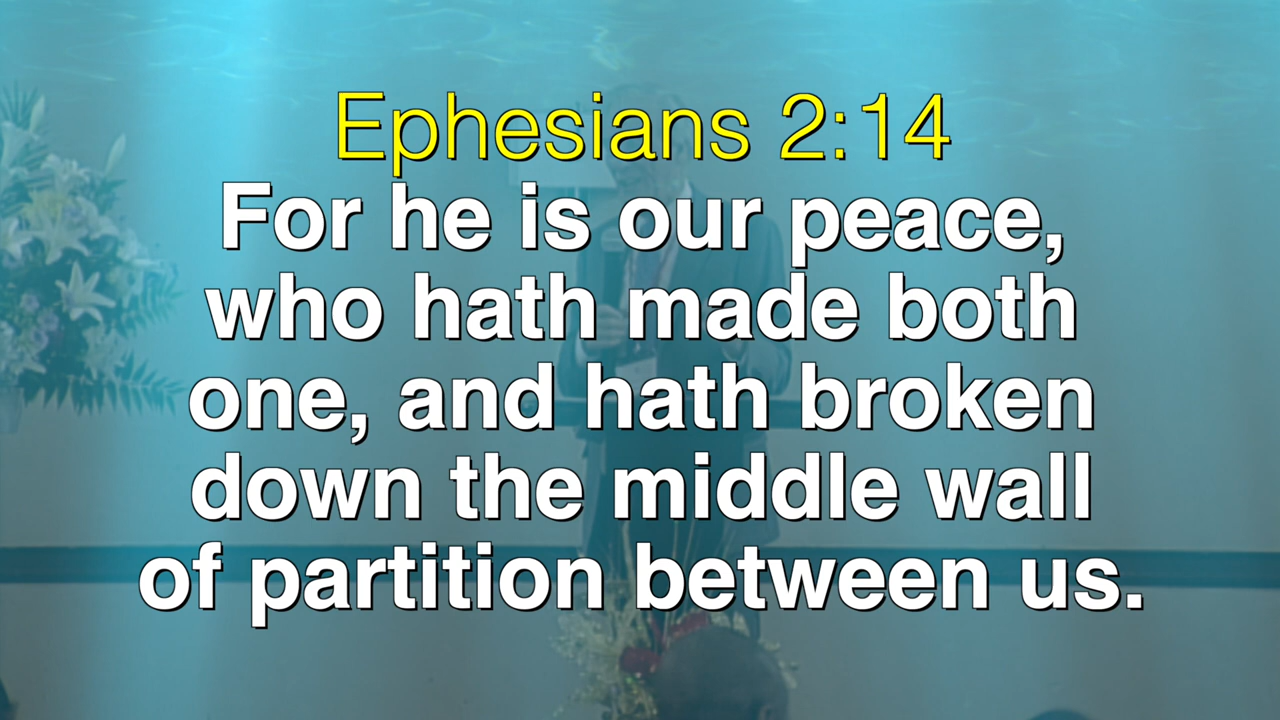 Ephesians 2:14
For he is our peace,
who hath made both
one, and hath broken
down the middle wall
of partition between us.